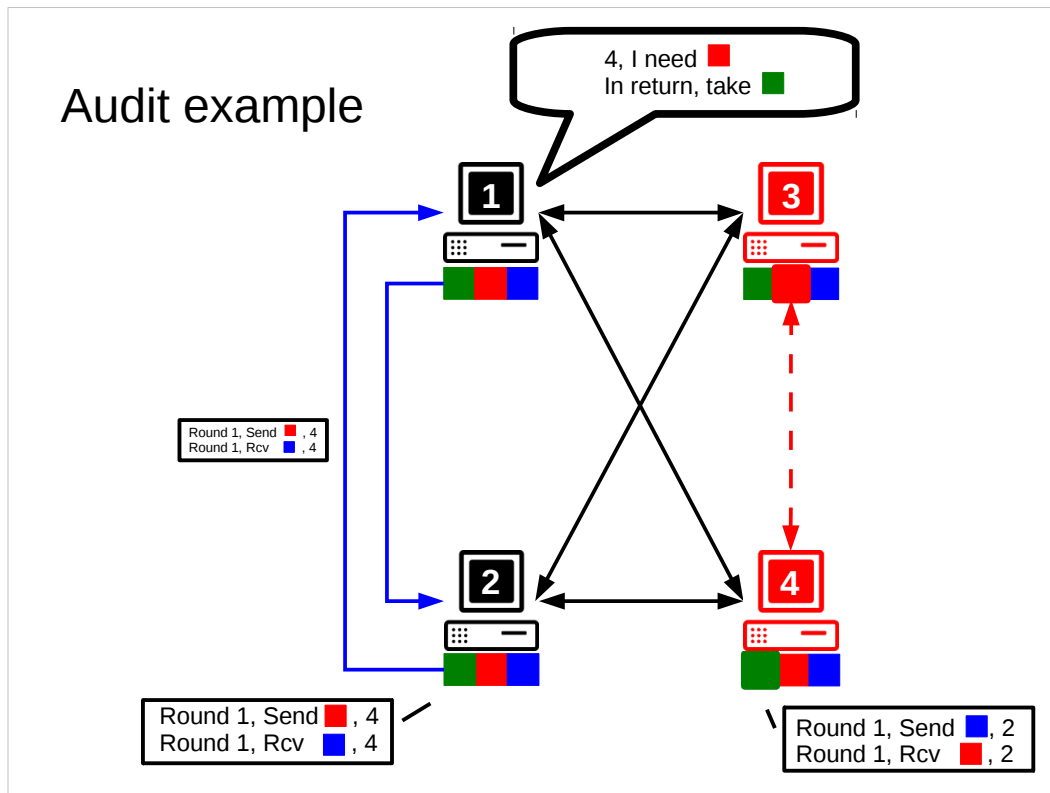 4, I need
In return, take
Audit example
1
3
Round 1, Send , 4
Round 1, Rcv , 4
2
4
Round 1, Send , 4
Round 1, Rcv , 4
Round 1, Send , 2
Round 1, Rcv , 2